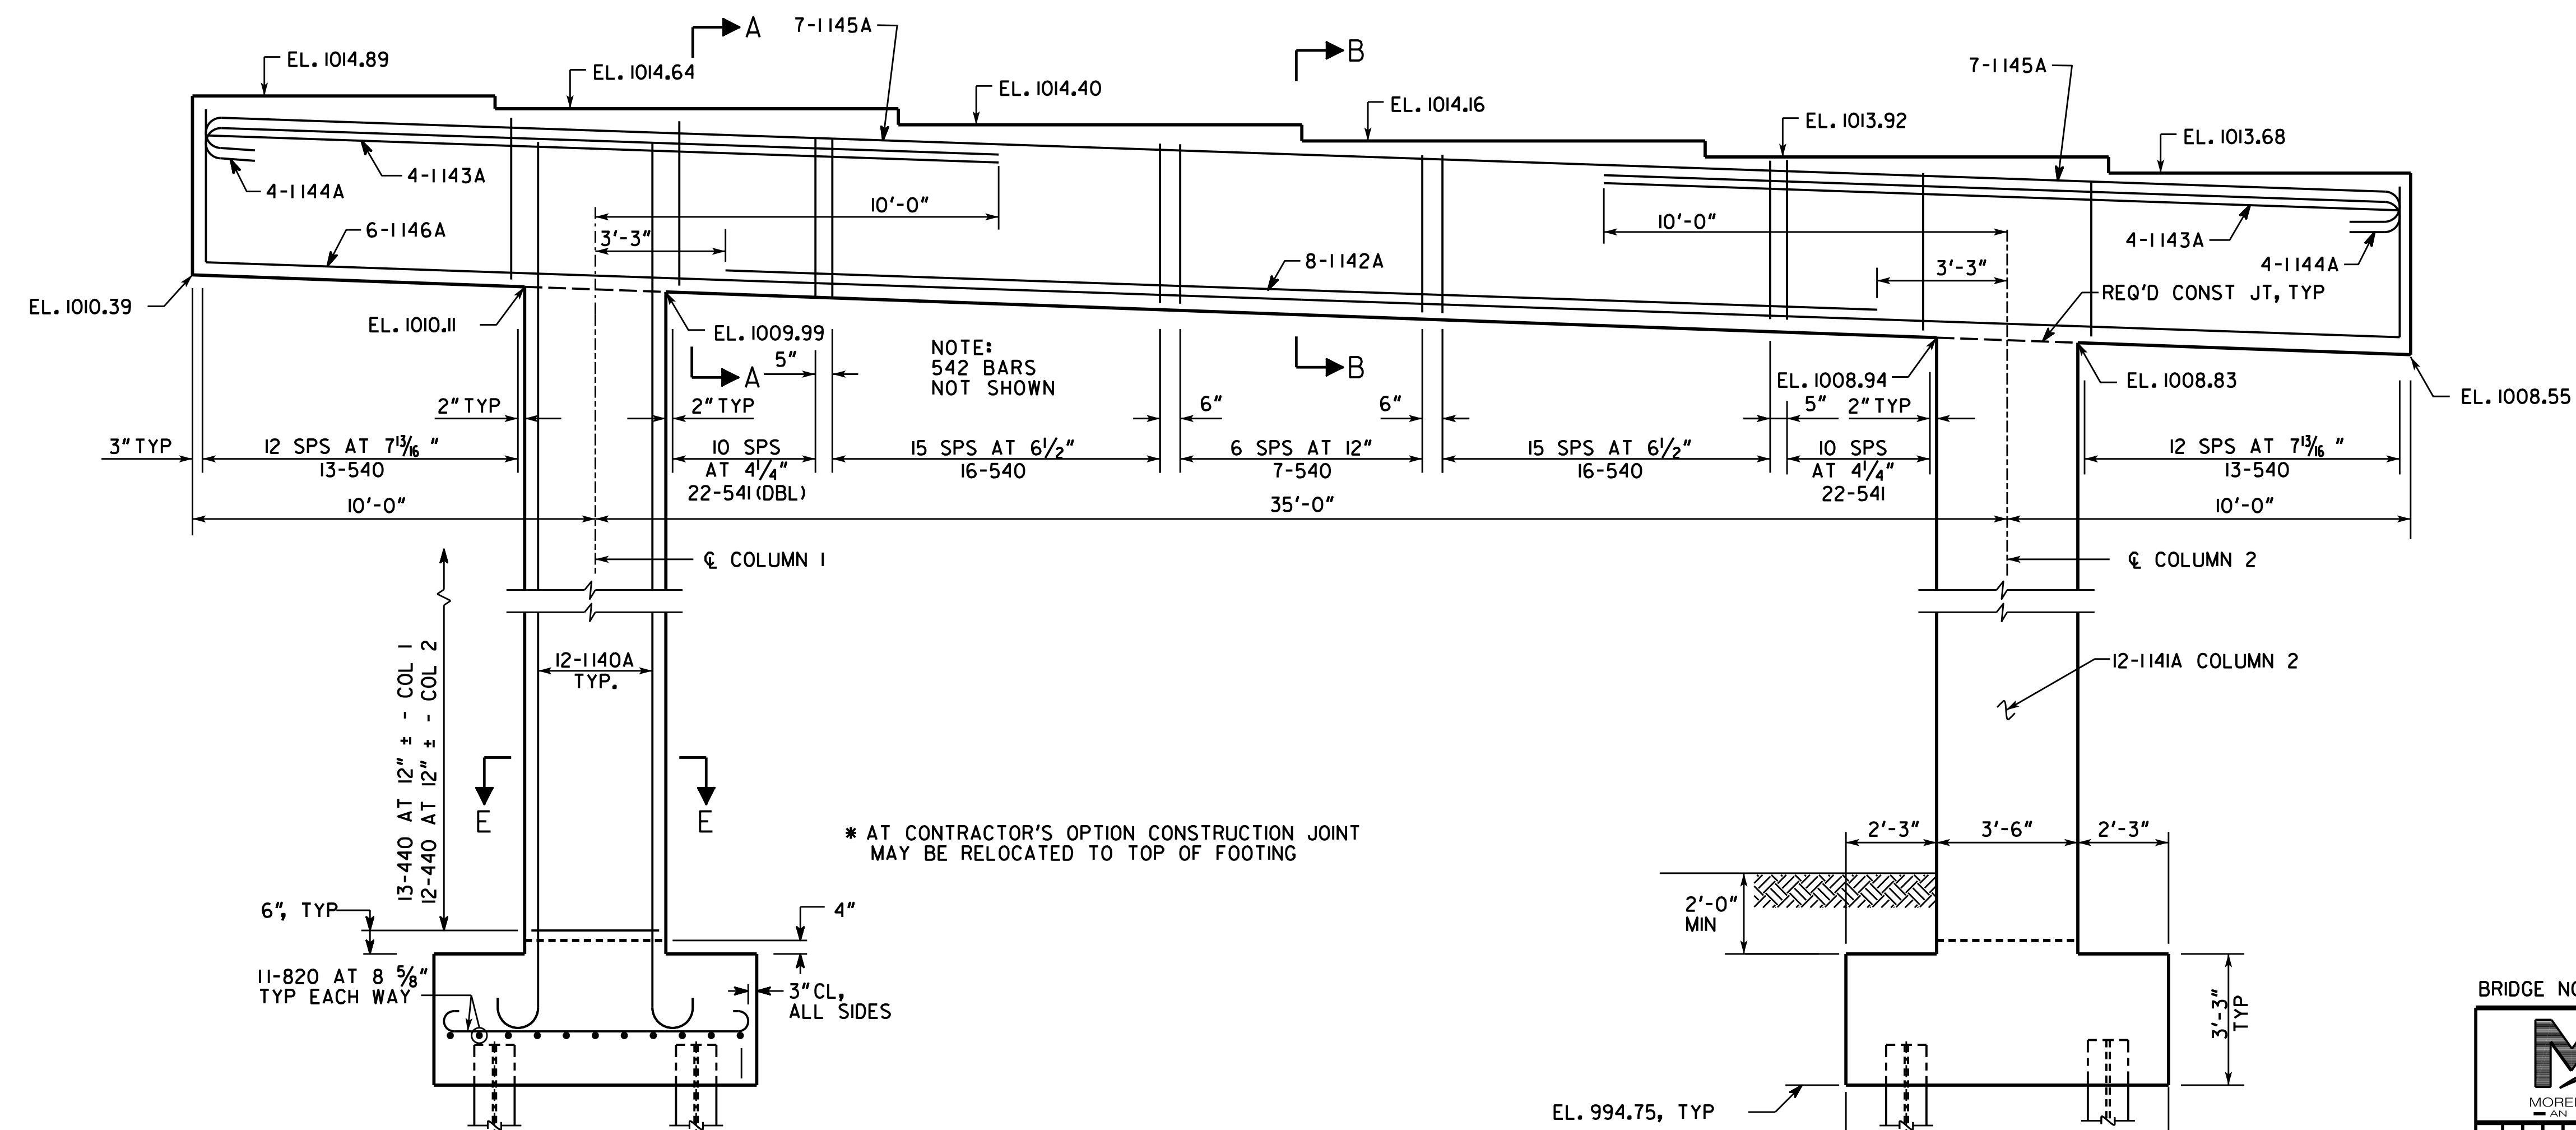 A
7-1145A
B
EL. 1014.89
EL. 1014.64
EL. 1014.40
EL. 1014.16
7-1145A
EL. 1013.92
EL. 1013.68
4-1143A
4-1144A
6-1146A
10'-0"
3'-3"
8-1142A
10'-0"
3'-3"
4-1143A
4-1144A
REQ'D CONST JT, TYP
EL. 1010.39
EL. 1010.11
EL. 1009.99
5"
A
NOTE:
542 BARS
NOT SHOWN
B
EL. 1008.94
EL. 1008.83
EL. 1008.55
2" TYP
2" TYP
6"
6"
5"
2" TYP
3" TYP
12 SPS AT 7 13/16 "
13-540
10 SPS
AT 4 1/4"
22-541 (DBL)
15 SPS AT 6 1/2"
16-540
6 SPS AT 12"
7-540
15 SPS AT 6 1/2"
16-540
10 SPS
AT 4 1/4"
22-541
12 SPS AT 7 13/16 "
13-540
10'-0"
35'-0"
10'-0"
℄ COLUMN 1
℄ COLUMN 2
13-440 AT 12" ± - COL 1
12-440 AT 12" ± - COL 2
12-1140A
TYP.
12-1141A COLUMN 2
E
E
* AT CONTRACTOR'S OPTION CONSTRUCTION JOINT
MAY BE RELOCATED TO TOP OF FOOTING
2'-3"
3'-6"
2'-3"
6", TYP
4"
2'-0"
MIN
11-820 AT 8 5/8"
TYP EACH WAY
3" CL,
ALL SIDES
3'-3"
TYP
EL. 994.75, TYP
BRIDGE NO
M
MORE
AN